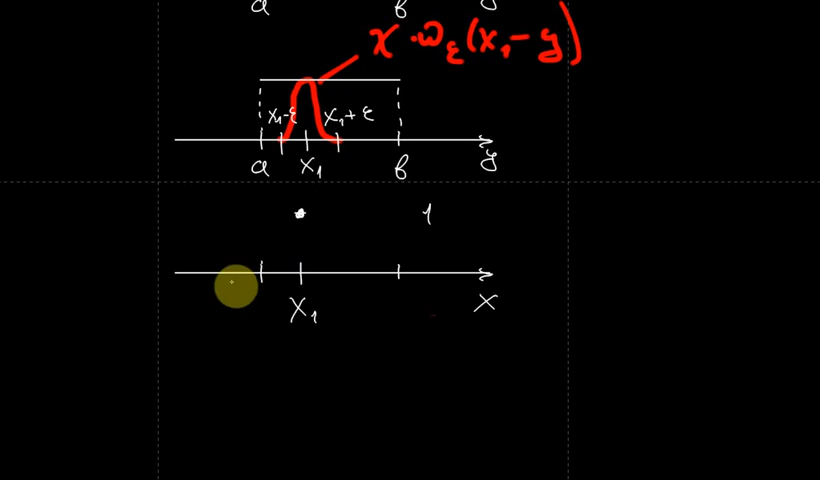 a b y
χ · ω_ε(x₁ − y)
x₁-ε x₁+ε
a x₁ b y
1
x₁ x